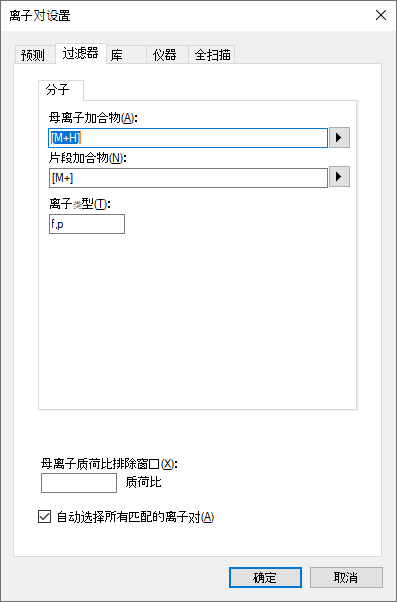 离子对设置
预测 过滤器 库 仪器 全扫描
分子
母离子加合物(A):
[M+H]
片段加合物(N):
[M+]
离子类型(T):
f,p
母离子质荷比排除窗口(X):
质荷比
自动选择所有匹配的离子对(A)
确定 取消